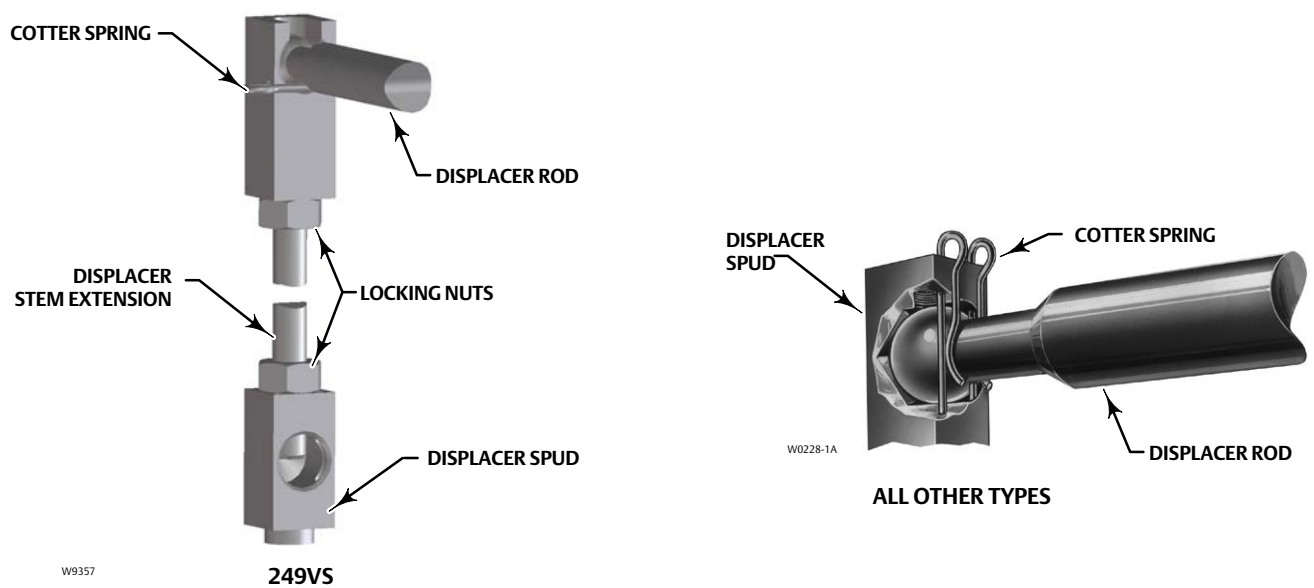 COTTER SPRING
DISPLACER ROD
DISPLACER
STEM EXTENSION
LOCKING NUTS
DISPLACER SPUD
W9357
249VS
DISPLACER
SPUD
COTTER SPRING
W0228-1A
DISPLACER ROD
ALL OTHER TYPES